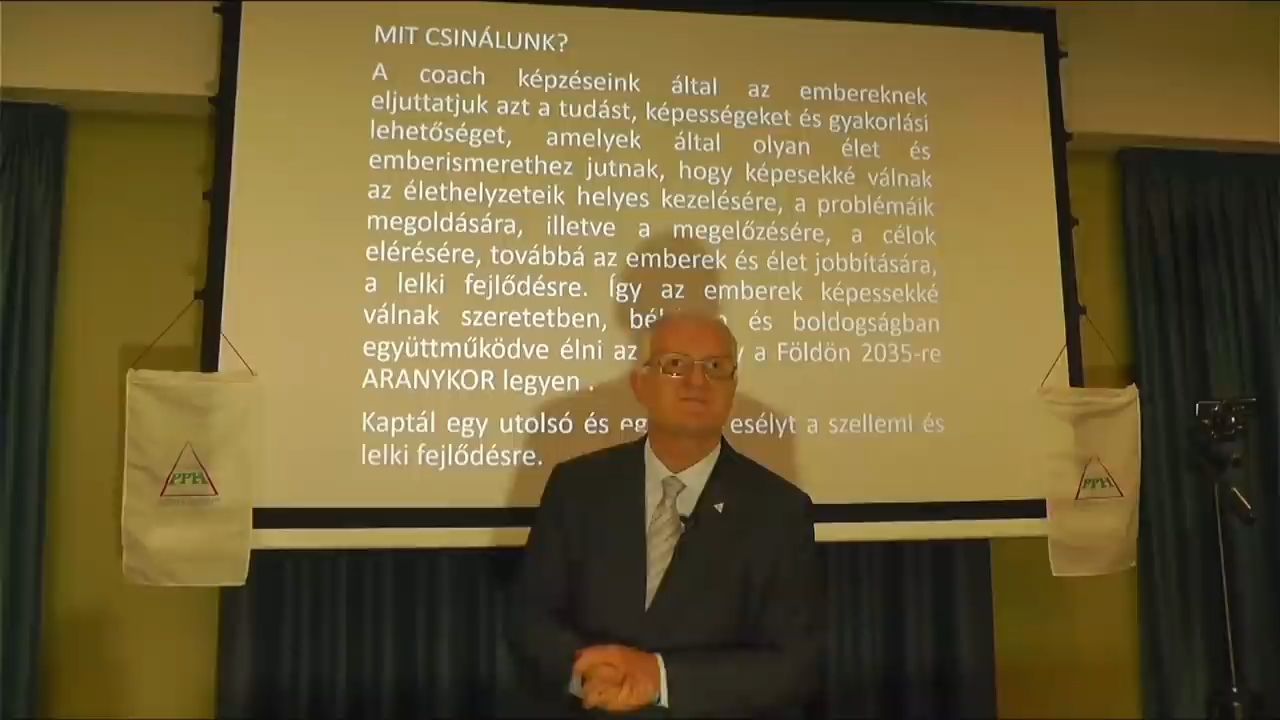 MIT CSINÁLUNK?
A coach képzéseink által az embereknek
eljuttatjuk azt a tudást, képességeket és gyakorlási
lehetőséget, amelyek által olyan élet és
emberismerethez jutnak, hogy képesekké válnak
az élethelyzeteik helyes kezelésére, a problémáik
megoldására, illetve a megelőzésére, a célok
elérésére, továbbá az emberek és élet jobbítására,
a lelki fejlődésre. Így az emberek képessekké
válnak szeretetben, és boldogságban
együttműködve élni az a Földön 2035-re
ARANYKOR legyen .
Kaptál egy utolsó és esélyt a szellemi és
lelki fejlődésre.